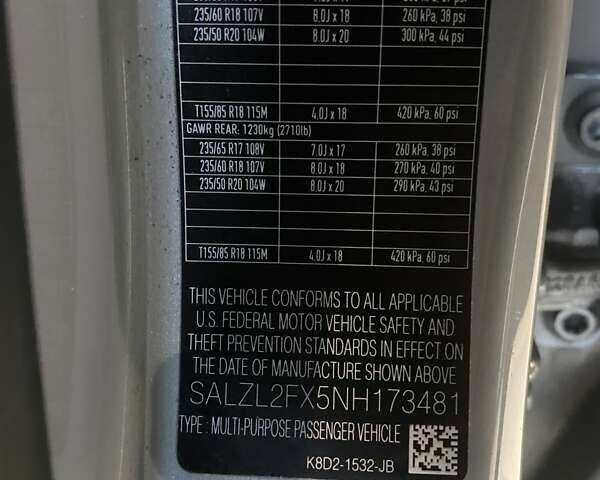 235/60 R18 107V 8.0J x 18 260 kPa, 38 psi
235/50 R20 104W 8.0J x 20 300 kPa, 44 psi
T155/85 R18 115M 4.0J x 18 420 kPa, 60 psi
GAWR REAR: 1230kg (2710lb)
235/65 R17 108V 7.0J x 17 260 kPa, 38 psi
235/60 R18 107V 8.0J x 18 270 kPa, 40 psi
235/50 R20 104W 8.0J x 20 290 kPa, 43 psi
T155/85 R18 115M 4.0J x 18 420 kPa, 60 psi
THIS VEHICLE CONFORMS TO ALL APPLICABLE
U.S. FEDERAL MOTOR VEHICLE SAFETY AND
THEFT PREVENTION STANDARDS IN EFFECT ON
THE DATE OF MANUFACTURE SHOWN ABOVE
SALZL2FX5NH173481
TYPE : MULTI-PURPOSE PASSENGER VEHICLE
K8D2-1532-JB